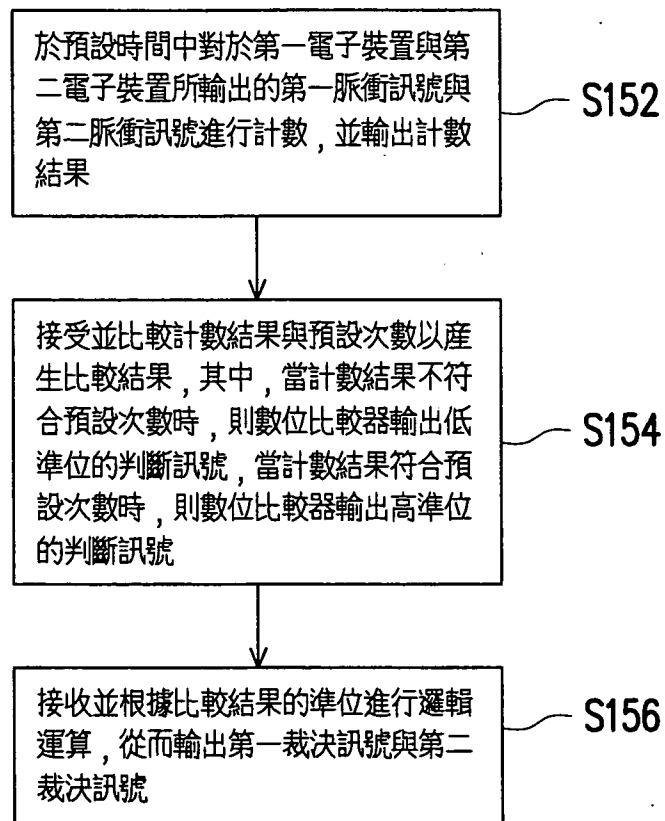 於預設時間中對於第一電子裝置與第
二電子裝置所輸出的第一脈衝訊號與
第二脈衝訊號進行計數,並輸出計數
結果
S152
接受並比較計數結果與預設次數以產
生比較結果,其中,當計數結果不符
合預設次數時,則數位比較器輸出低
準位的判斷訊號,當計數結果符合預
設次數時,則數位比較器輸出高準位
的判斷訊號
S154
接收並根據比較結果的準位進行邏輯
運算,從而輸出第一裁決訊號與第二
裁決訊號
S156